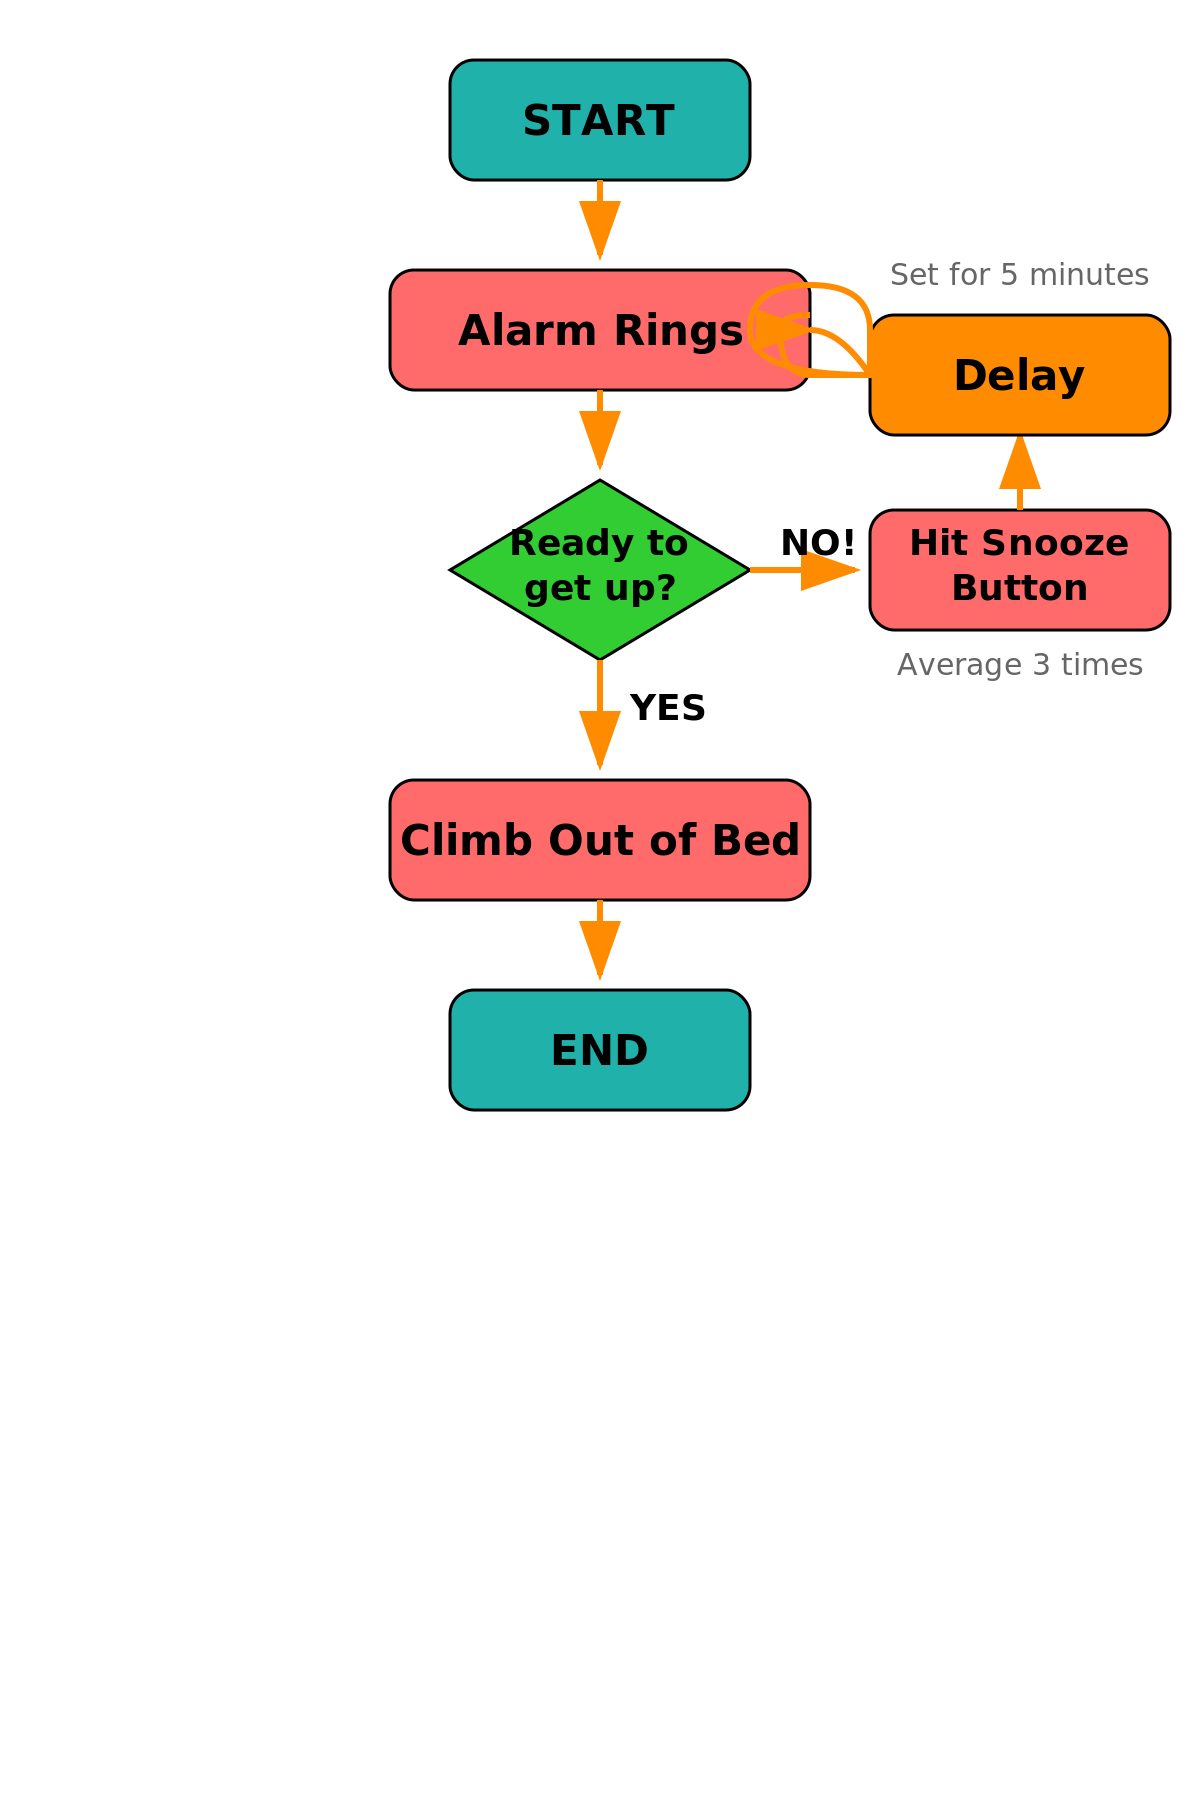 START
Set for 5 minutes
Alarm Rings
Delay
Ready to
get up?
NO!
Hit Snooze
Button
Average 3 times
YES
Climb Out of Bed
END